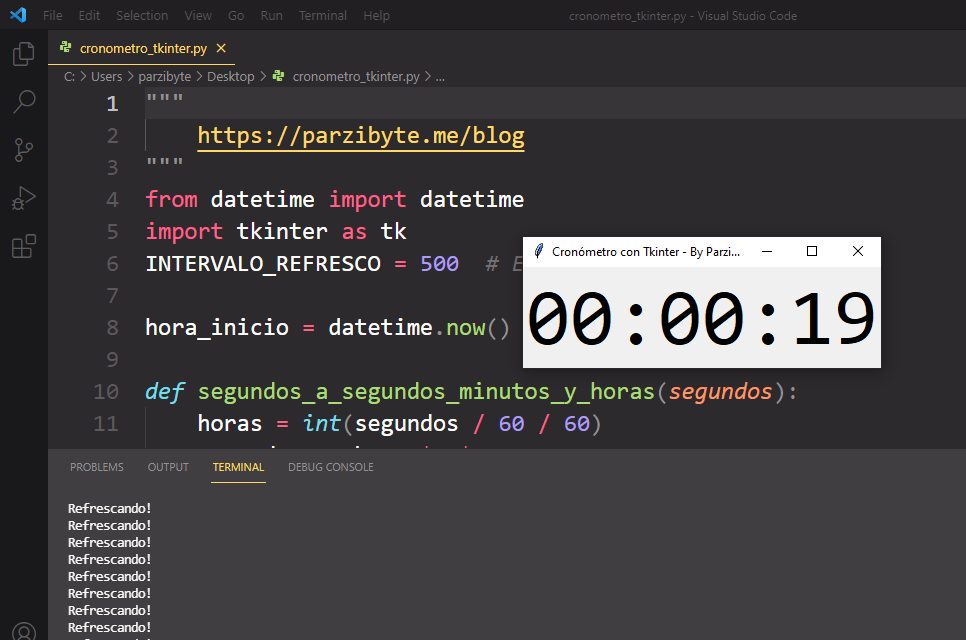 File Edit Selection View Go Run Terminal Help cronometro_tkinter.py - Visual Studio Code
cronometro_tkinter.py
C: > Users > parzibyte > Desktop > cronometro_tkinter.py > ...
1 """
2 https://parzibyte.me/blog
3 """
4 from datetime import datetime
5 import tkinter as tk
6 INTERVALO_REFRESCO = 500 # E
7
8 hora_inicio = datetime.now()
9
10 def segundos_a_segundos_minutos_y_horas(segundos):
11 horas = int(segundos / 60 / 60)
Cronómetro con Tkinter - By Parzi...
00:00:19
PROBLEMS OUTPUT TERMINAL DEBUG CONSOLE
Refrescando!
Refrescando!
Refrescando!
Refrescando!
Refrescando!
Refrescando!
Refrescando!
Refrescando!